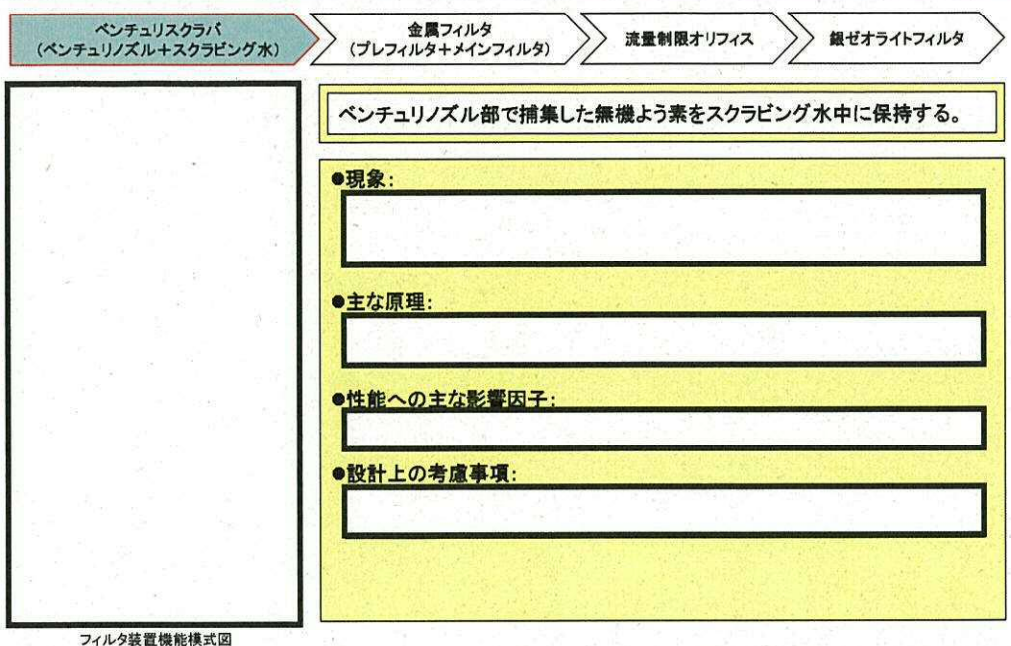 ベンチュリスクラバ
(ベンチュリノズル+スクラビング水)
金属フィルタ
(プレフィルタ+メインフィルタ)
流量制限オリフィス
銀ゼオライトフィルタ
ベンチュリノズル部で捕集した無機よう素をスクラビング水中に保持する。
●現象:
●主な原理:
●性能への主な影響因子:
●設計上の考慮事項:
フィルタ装置機能模式図